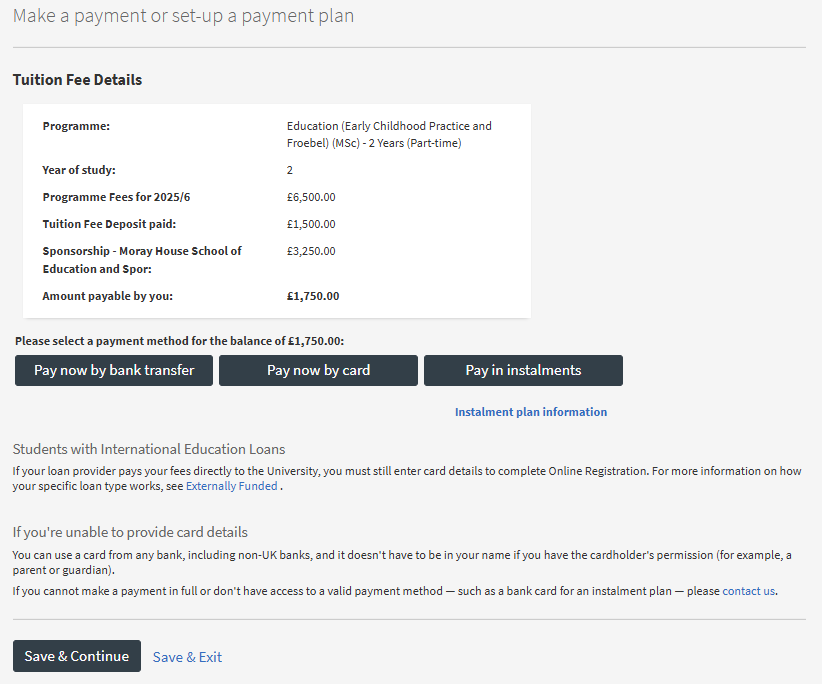 Make a payment or set-up a payment plan
Tuition Fee Details
Programme: Education (Early Childhood Practice and
Froebel) (MSc) - 2 Years (Part-time)
Year of study: 2
Programme Fees for 2025/6 £6,500.00
Tuition Fee Deposit paid: £1,500.00
Sponsorship - Moray House School of £3,250.00
Education and Spor:
Amount payable by you: £1,750.00
Please select a payment method for the balance of £1,750.00:
Pay now by bank transfer Pay now by card Pay in instalments
Instalment plan information
Students with International Education Loans
If your loan provider pays your fees directly to the University, you must still enter card details to complete Online Registration. For more information on how
your specific loan type works, see Externally Funded .
If you're unable to provide card details
You can use a card from any bank, including non-UK banks, and it doesn't have to be in your name if you have the cardholder's permission (for example, a
parent or guardian).
If you cannot make a payment in full or don't have access to a valid payment method — such as a bank card for an instalment plan — please contact us.
Save & Continue Save & Exit